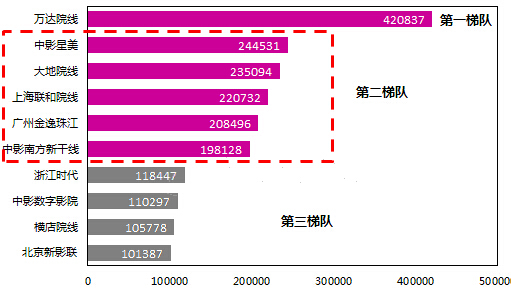 万达院线 420837 第一梯队
中影星美 244531
大地院线 235094
第二梯队
上海联和院线 220732
广州金逸珠江 208496
中影南方新干线 198128
浙江时代 118447
中影数字影院 110297
横店院线 105778
第三梯队
北京新影联 101387
0 100000 200000 300000 400000 500000